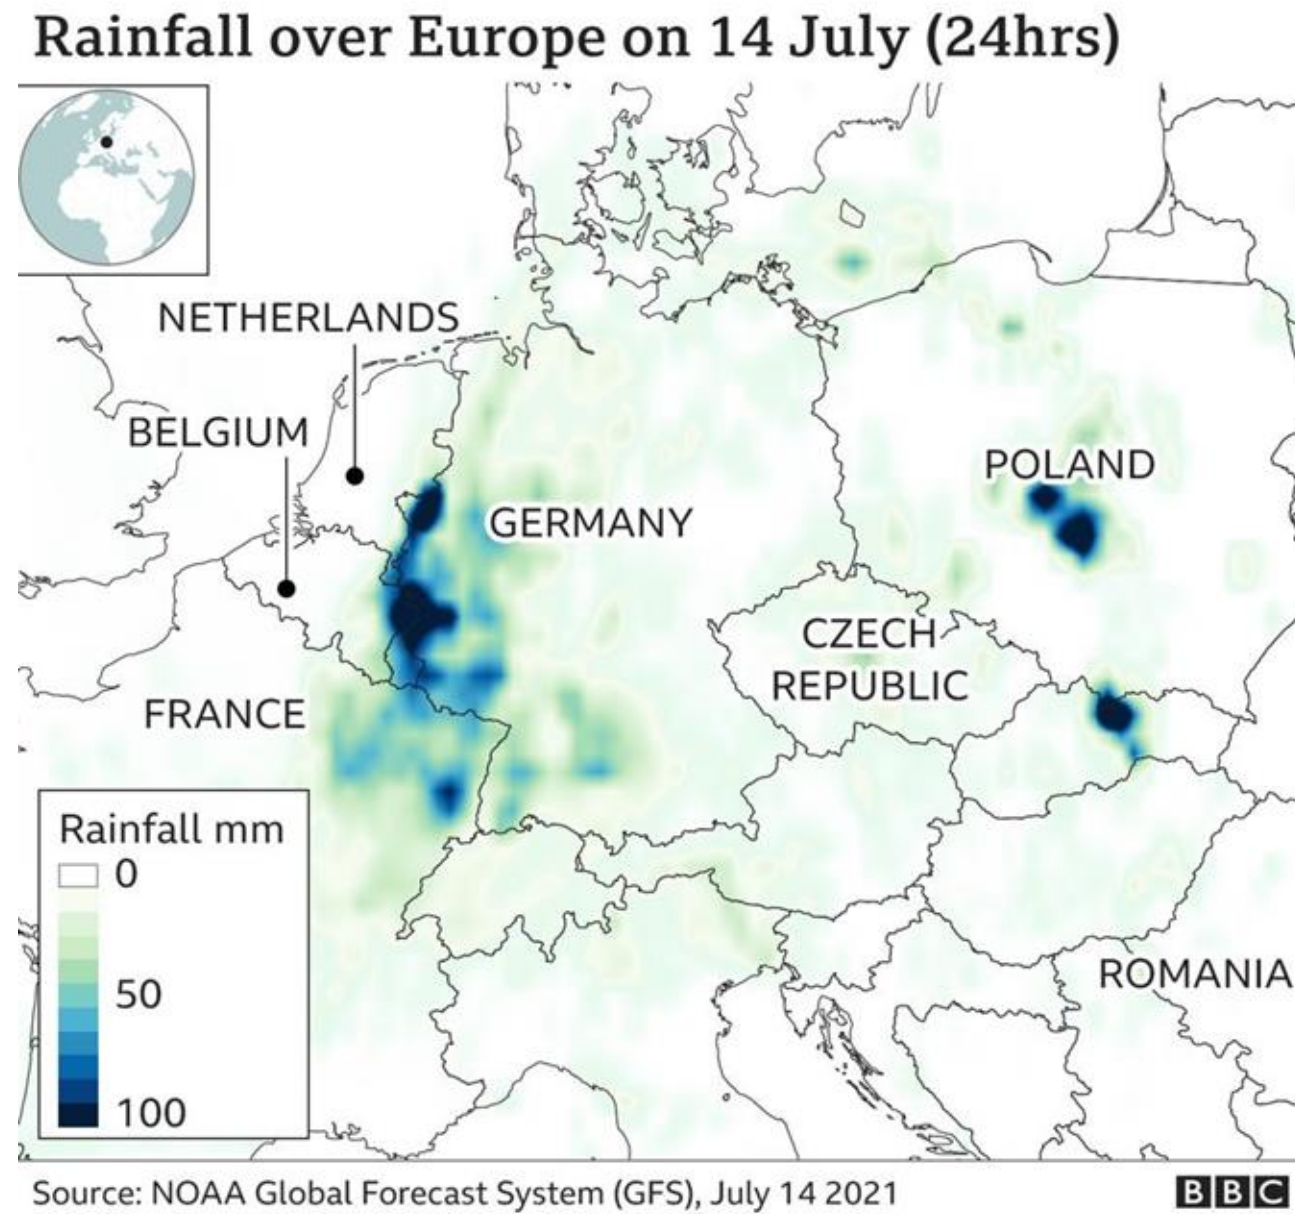 Rainfall over Europe on 14 July (24hrs)
NETHERLANDS
BELGIUM
POLAND
GERMANY
CZECH
REPUBLIC
FRANCE
Rainfall mm
0
50
100
ROMANIA
Source: NOAA Global Forecast System (GFS), July 14 2021
BBC